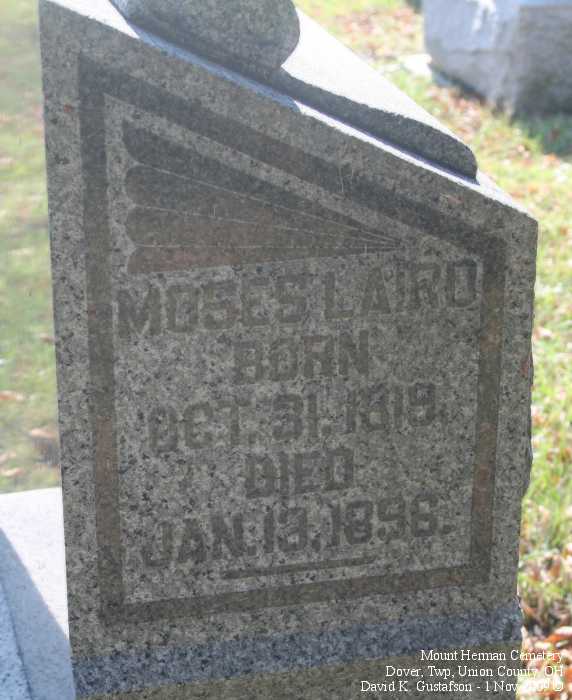 MOSES LAIRD
BORN
OCT. 31, 1819.
DIED
JAN. 13, 1896.
Mount Herman Cemetery
Dover, Twp, Union County, OH
David K. Gustafson - 1 Nov 2009 ©